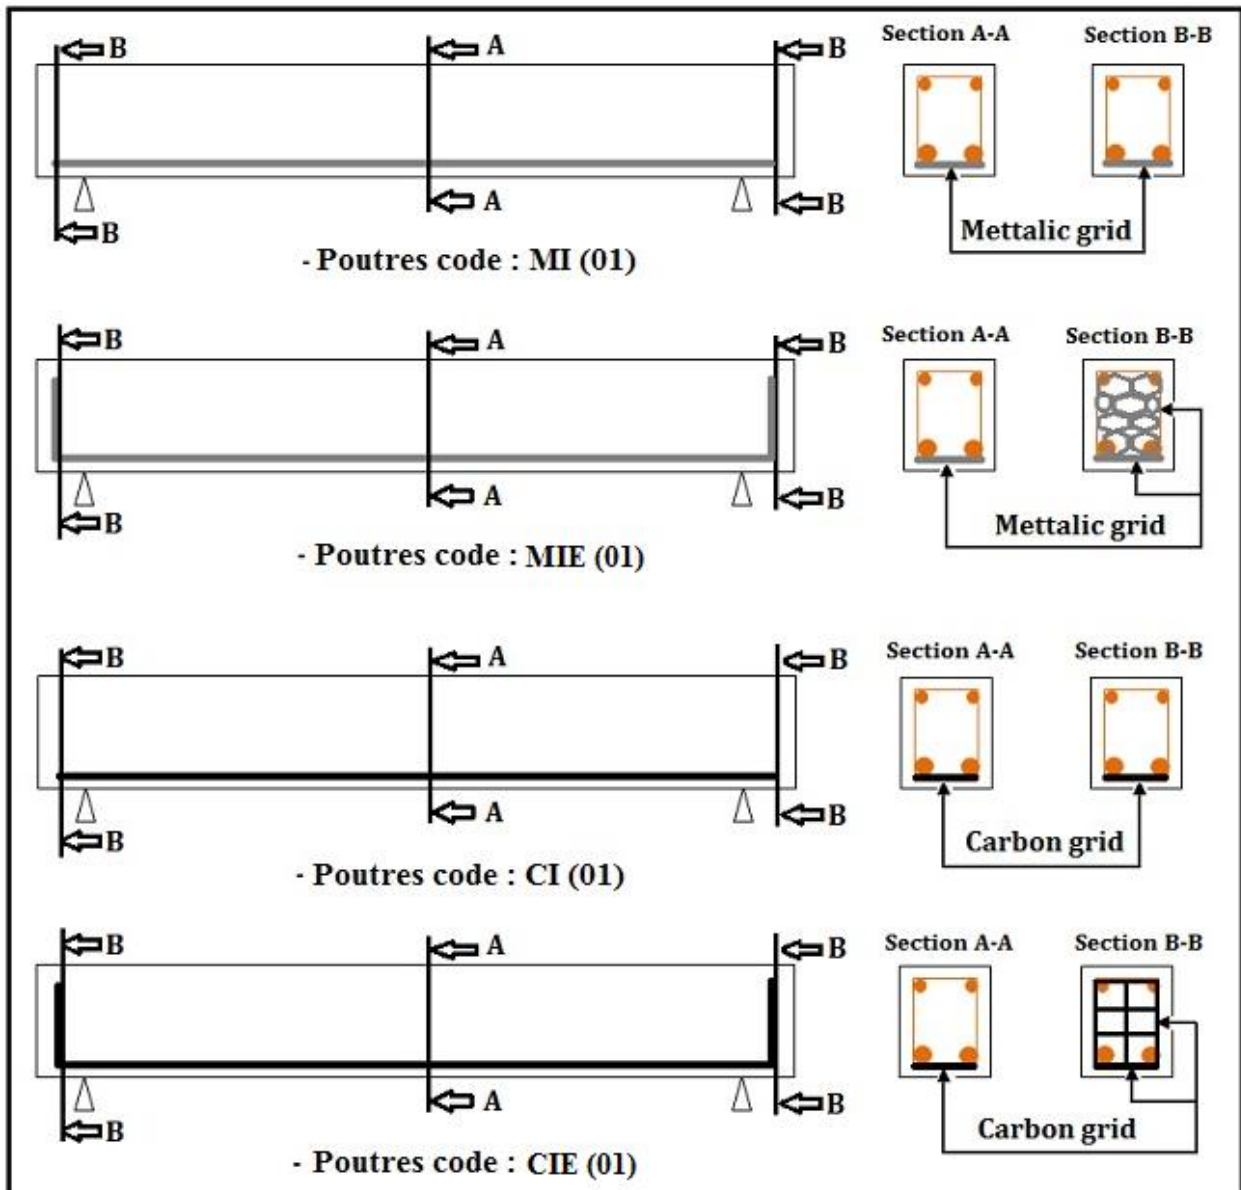 B
A
B
Section A-A
Section B-B
B
A
B
Mettalic grid
- Poutres code : MI (01)
B
A
B
Section A-A
Section B-B
B
A
B
Mettalic grid
- Poutres code : MIE (01)
B
A
B
Section A-A
Section B-B
B
A
B
Carbon grid
- Poutres code : CI (01)
B
A
B
Section A-A
Section B-B
B
A
B
Carbon grid
- Poutres code : CIE (01)